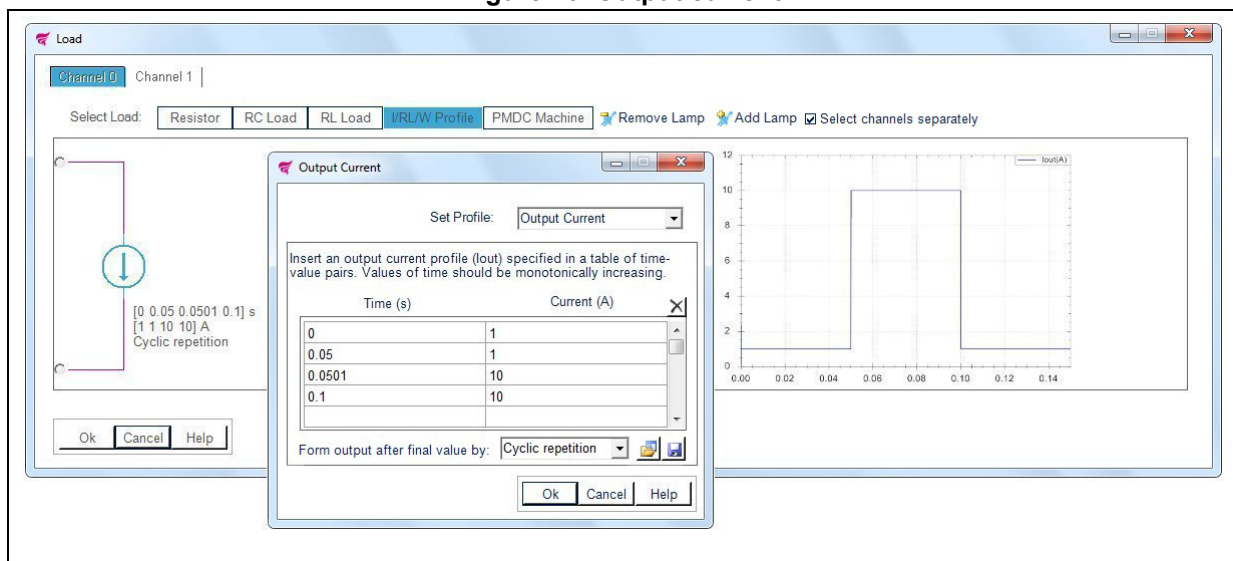 Load
Channel 0 Channel 1
Select Load: Resistor RC Load RL Load I/RL/W Profile PMDC Machine Remove Lamp Add Lamp Select channels separately
[0 0.05 0.0501 0.1] s
[1 1 10 10] A
Cyclic repetition
Ok Cancel Help
Output Current
Set Profile: Output Current
Insert an output current profile (Iout) specified in a table of time-
value pairs. Values of time should be monotonically increasing.
Time (s) Current (A)
0 1
0.05 1
0.0501 10
0.1 10
Form output after final value by: Cyclic repetition
Ok Cancel Help
Iout(A)
12
10
8
6
4
2
0
0.00 0.02 0.04 0.06 0.08 0.10 0.12 0.14